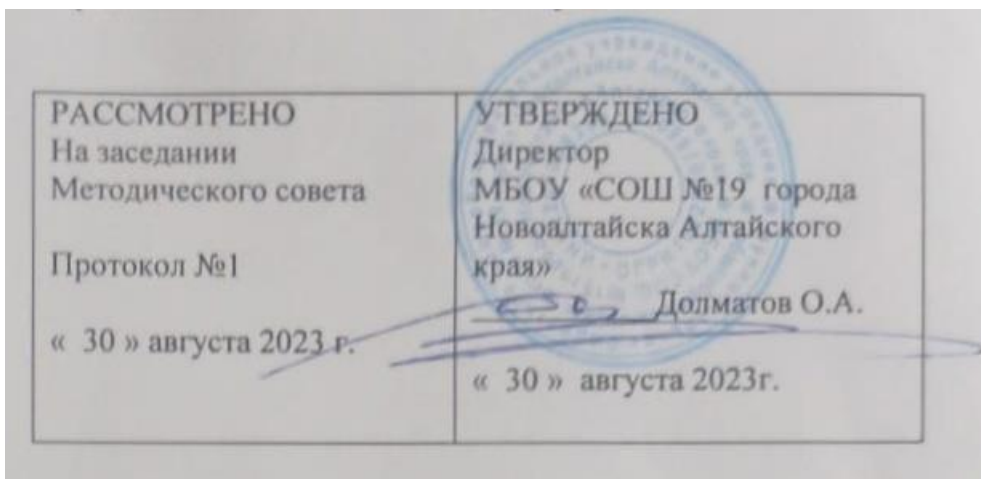 РАССМОТРЕНО
На заседании
Методического совета
Протокол №1
« 30 » августа 2023 г.
УТВЕРЖДЕНО
Директор
МБОУ «СОШ №19 города
Новоалтайска Алтайского
края»
Долматов О.А.
« 30 » августа 2023г.